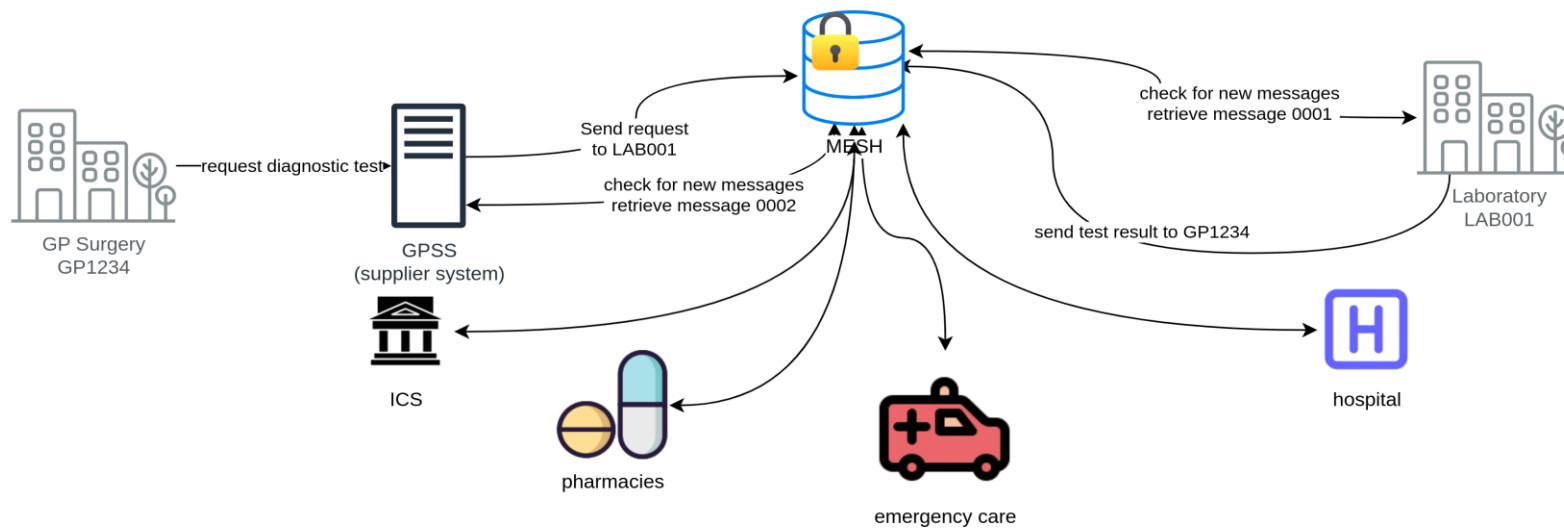 check for new messages
retrieve message 0001
Send request
to LAB001
MESH
request diagnostic test
check for new messages
retrieve message 0002
Laboratory
LAB001
send test result to GP1234
GP Surgery
GP1234
GPSS
(supplier system)
ICS
hospital
pharmacies
emergency care
H